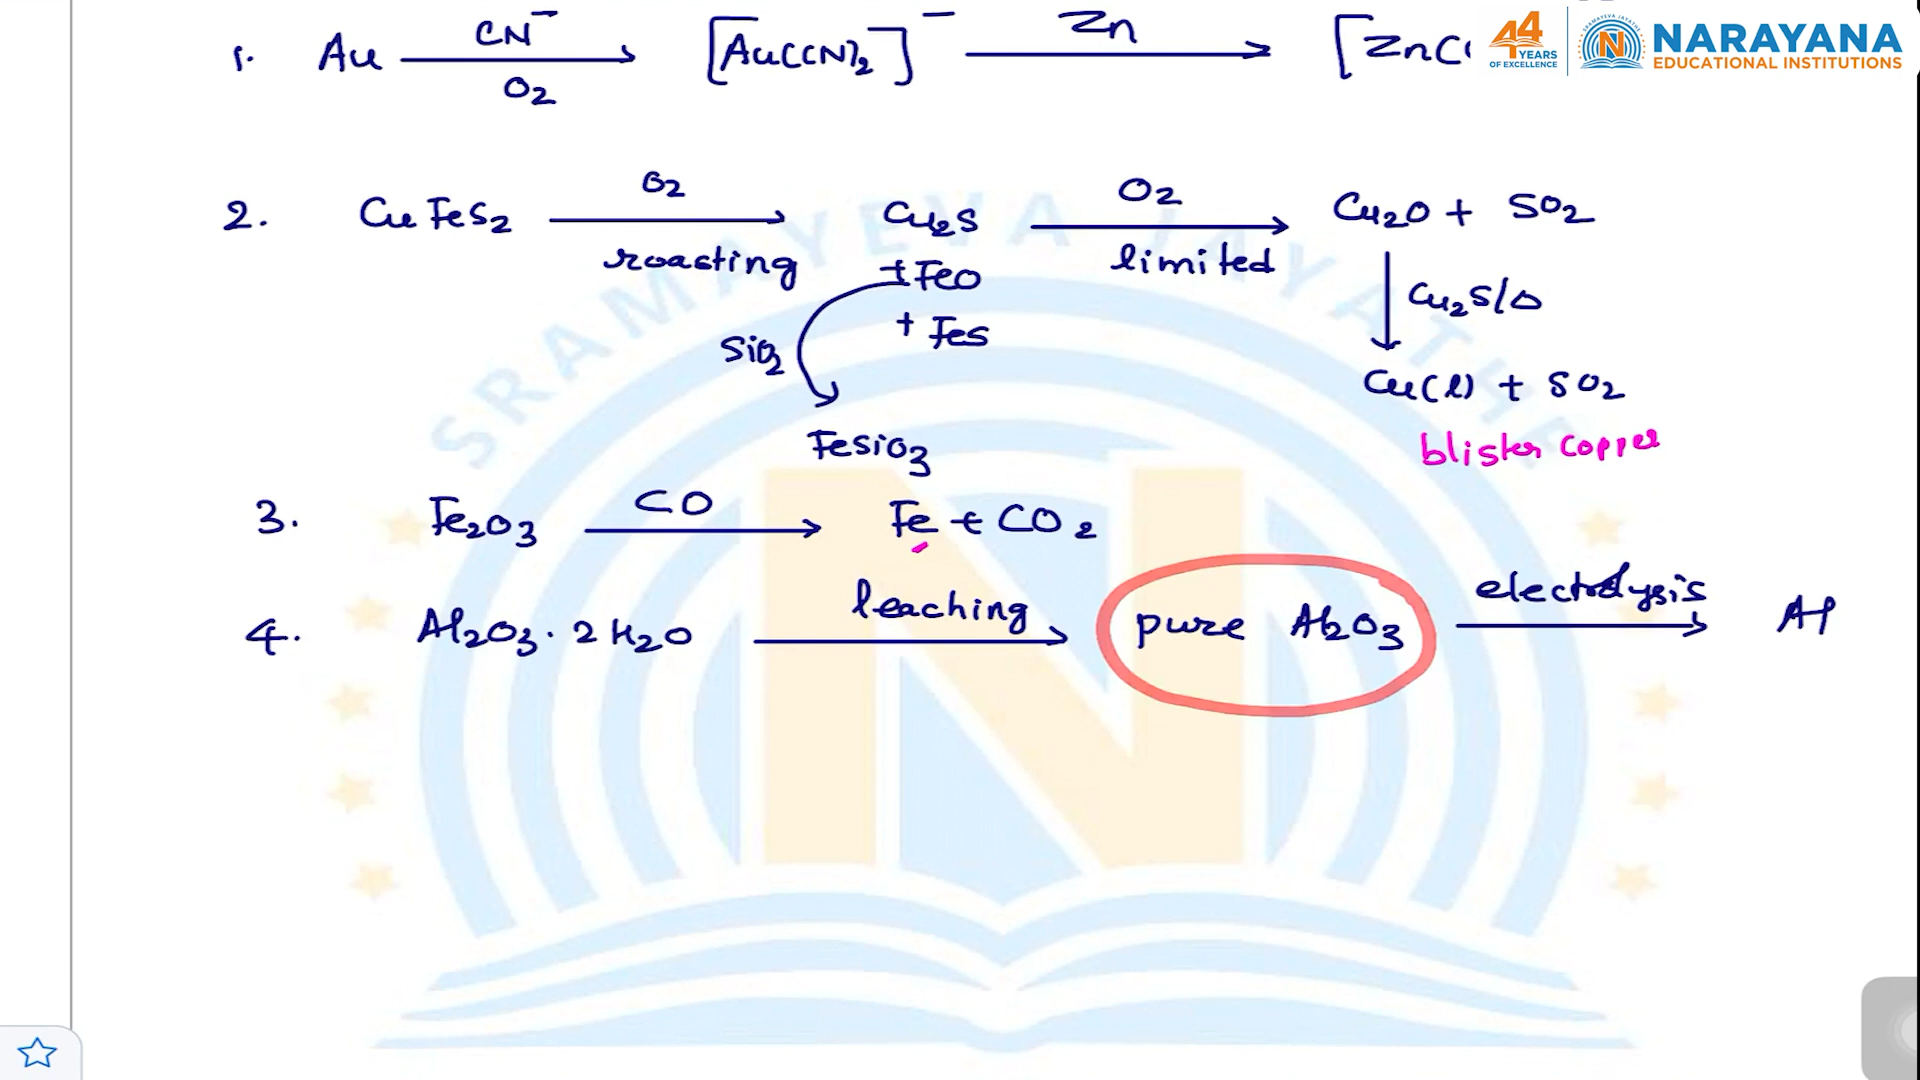 1. Au CN⁻ O2 [Au(CN)2]⁻ Zn [ZnC
44 YEARS OF EXCELLENCE
NARAYANA
EDUCATIONAL INSTITUTIONS
2. CuFeS2 O2 roasting Cu2S + FeO + FeS O2 limited Cu2O + SO2
SiO2
FeSiO3
Cu2S/Δ
Cu(l) + SO2
blister copper
3. Fe2O3 CO Fe + CO2
4. Al2O3. 2H2O leaching pure Al2O3 electrolysis Al
SRAMAYEVA JAYATHE
N